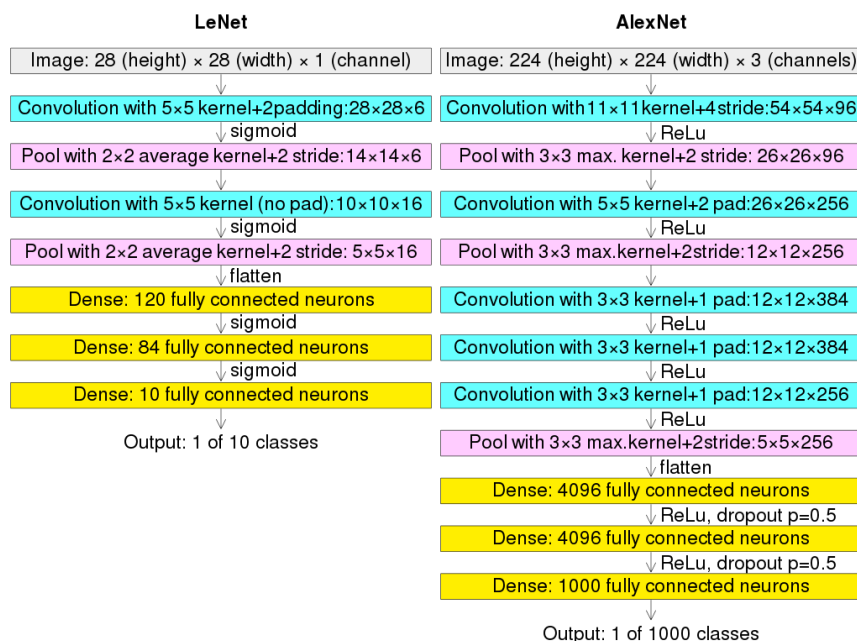 LeNet
Image: 28 (height) × 28 (width) × 1 (channel)
Convolution with 5×5 kernel+2padding:28×28×6
sigmoid
Pool with 2×2 average kernel+2 stride:14×14×6
Convolution with 5×5 kernel (no pad):10×10×16
sigmoid
Pool with 2×2 average kernel+2 stride: 5×5×16
flatten
Dense: 120 fully connected neurons
sigmoid
Dense: 84 fully connected neurons
sigmoid
Dense: 10 fully connected neurons
Output: 1 of 10 classes
AlexNet
Image: 224 (height) × 224 (width) × 3 (channels)
Convolution with 11×11 kernel+4 stride:54×54×96
ReLu
Pool with 3×3 max. kernel+2 stride: 26×26×96
Convolution with 5×5 kernel+2 pad:26×26×256
ReLu
Pool with 3×3 max.kernel+2stride:12×12×256
Convolution with 3×3 kernel+1 pad:12×12×384
ReLu
Convolution with 3×3 kernel+1 pad:12×12×384
ReLu
Convolution with 3×3 kernel+1 pad:12×12×256
ReLu
Pool with 3×3 max.kernel+2stride:5×5×256
flatten
Dense: 4096 fully connected neurons
ReLu, dropout p=0.5
Dense: 4096 fully connected neurons
ReLu, dropout p=0.5
Dense: 1000 fully connected neurons
Output: 1 of 1000 classes